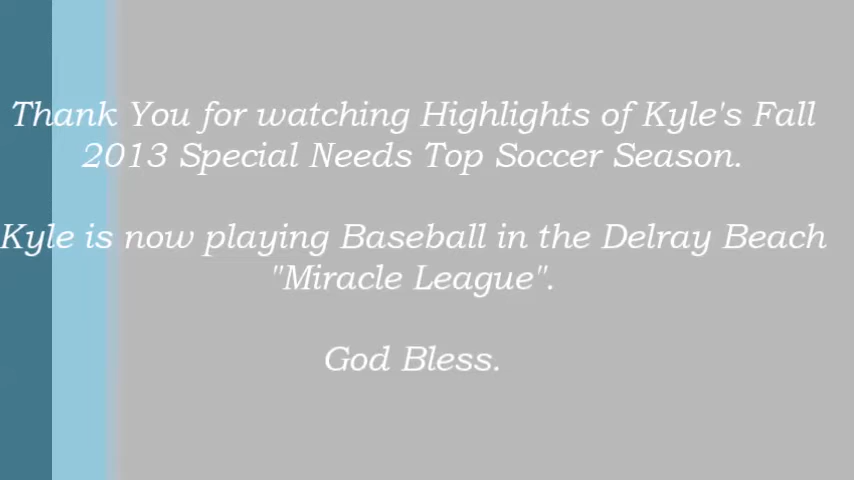 Thank You for watching Highlights of Kyle's Fall
2013 Special Needs Top Soccer Season.
Kyle is now playing Baseball in the Delray Beach
"Miracle League".
God Bless.